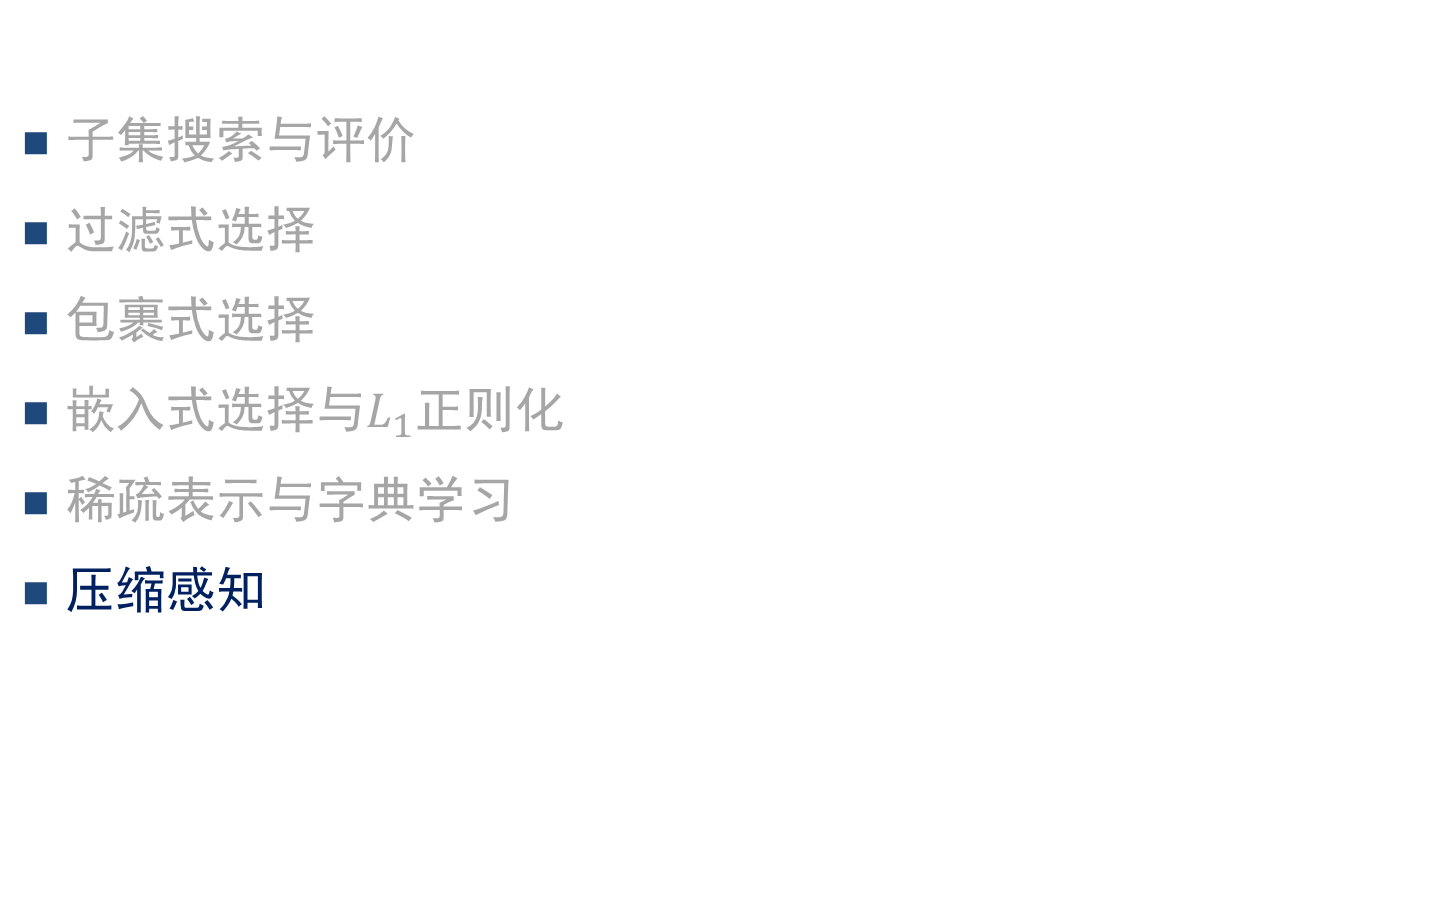 ■ 子集搜索与评价
■ 过滤式选择
■ 包裹式选择
■ 嵌入式选择与L₁正则化
■ 稀疏表示与字典学习
■ 压缩感知